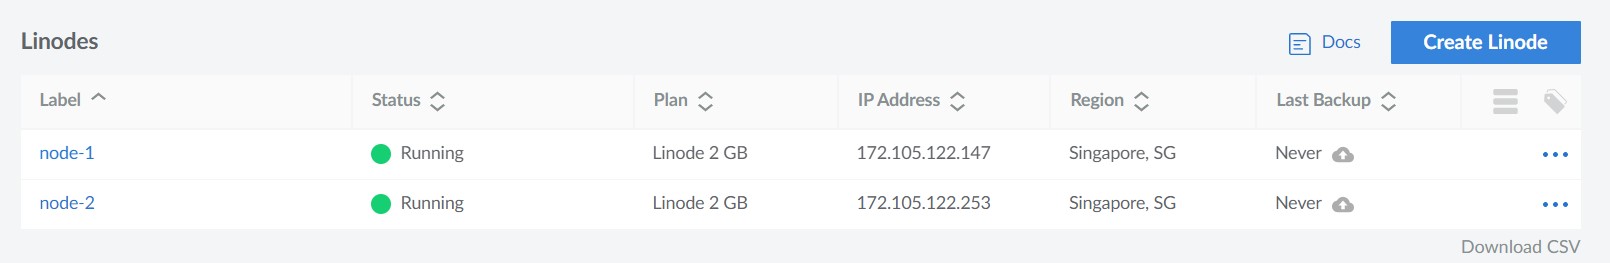 Linodes
Docs
Create Linode
Label Status Plan IP Address Region Last Backup
node-1 Running Linode 2 GB 172.105.122.147 Singapore, SG Never
node-2 Running Linode 2 GB 172.105.122.253 Singapore, SG Never
Download CSV